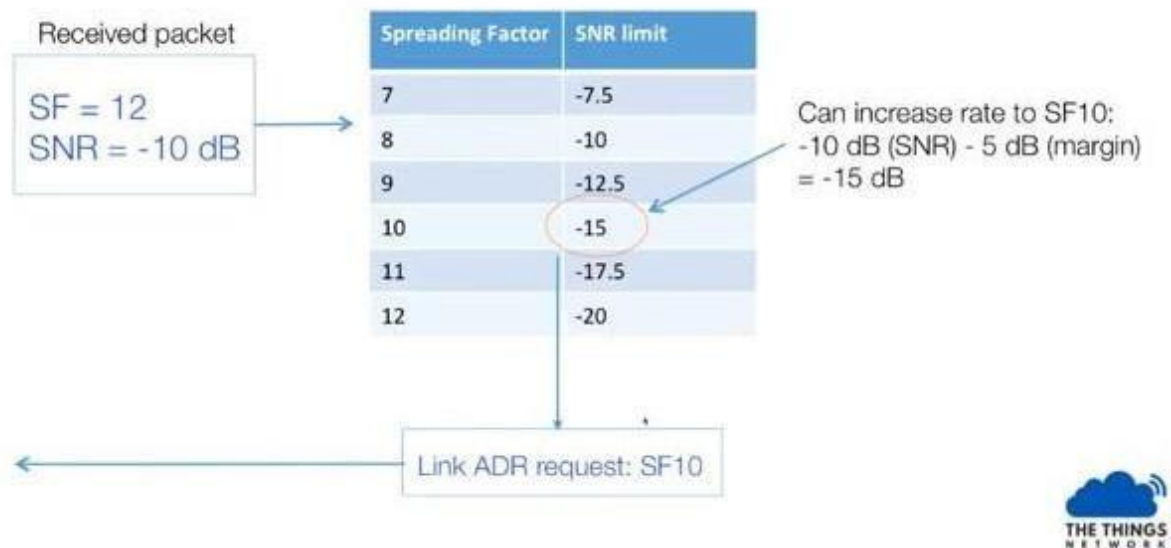 Received packet
SF = 12
SNR = -10 dB
Spreading Factor SNR limit
7 -7.5
8 -10
9 -12.5
10 -15
11 -17.5
12 -20
Can increase rate to SF10:
-10 dB (SNR) - 5 dB (margin)
= -15 dB
Link ADR request: SF10
THE THINGS
NETWORK